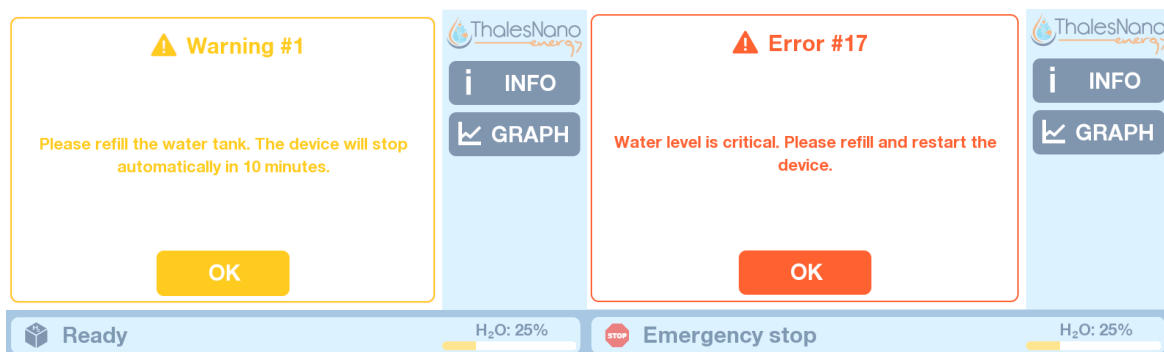 Warning #1
Please refill the water tank. The device will stop
automatically in 10 minutes.
OK
ThalesNano
energy
i INFO
GRAPH
Ready
H₂O: 25%
Error #17
Water level is critical. Please refill and restart the
device.
OK
ThalesNano
energy
i INFO
GRAPH
STOP Emergency stop
H₂O: 25%